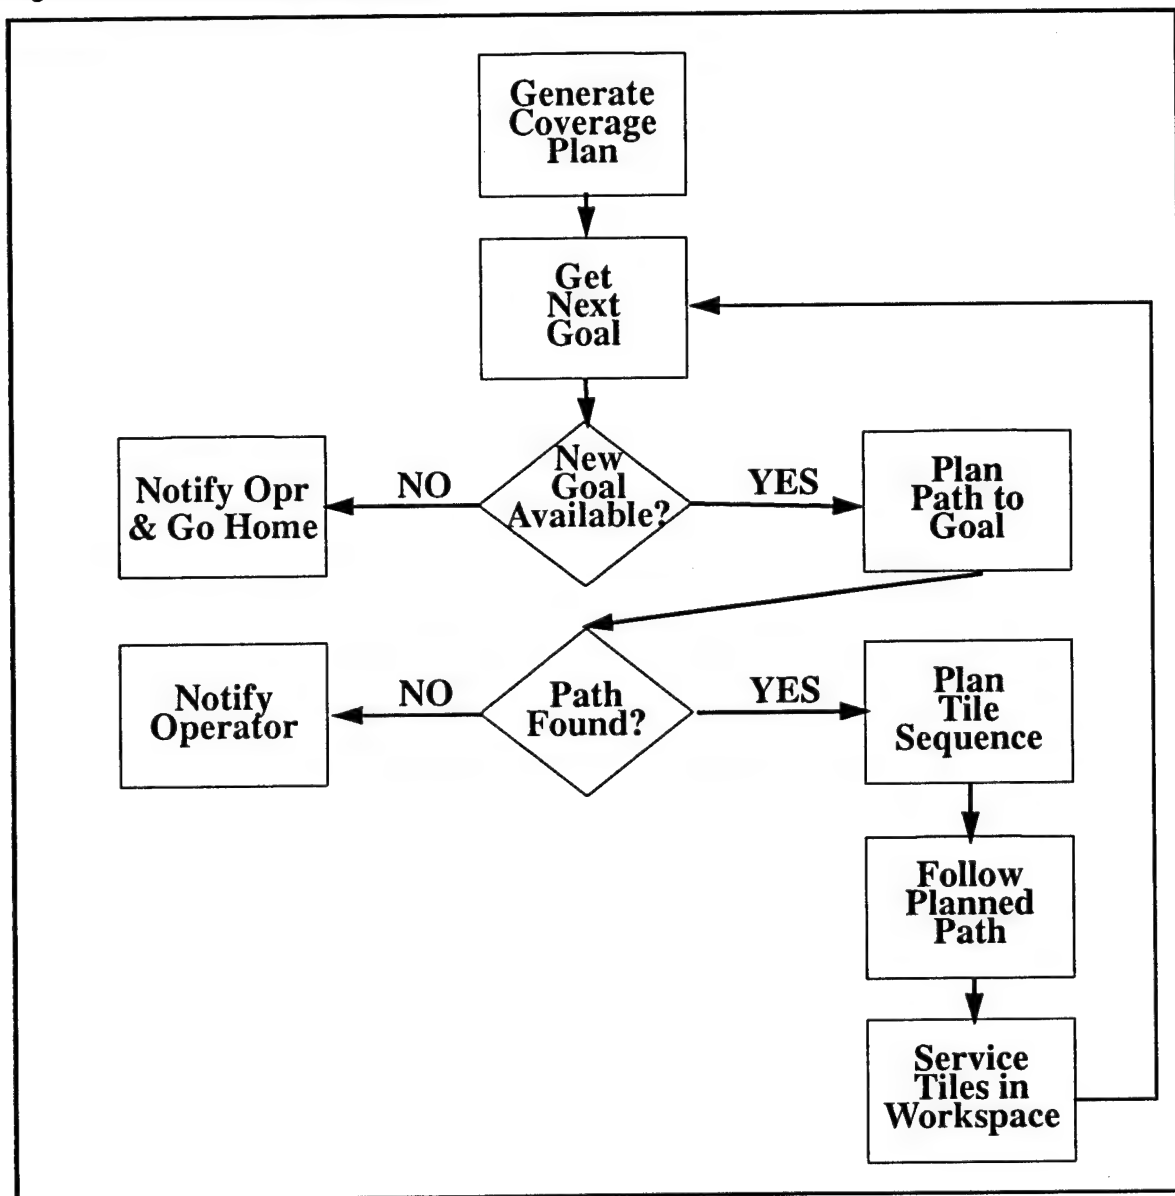 Generate
Coverage
Plan
Get
Next
Goal
New
Goal
Available?
NO
YES
Notify Opr
& Go Home
Plan
Path to
Goal
Path
Found?
NO
YES
Notify
Operator
Plan
Tile
Sequence
Follow
Planned
Path
Service
Tiles in
Workspace